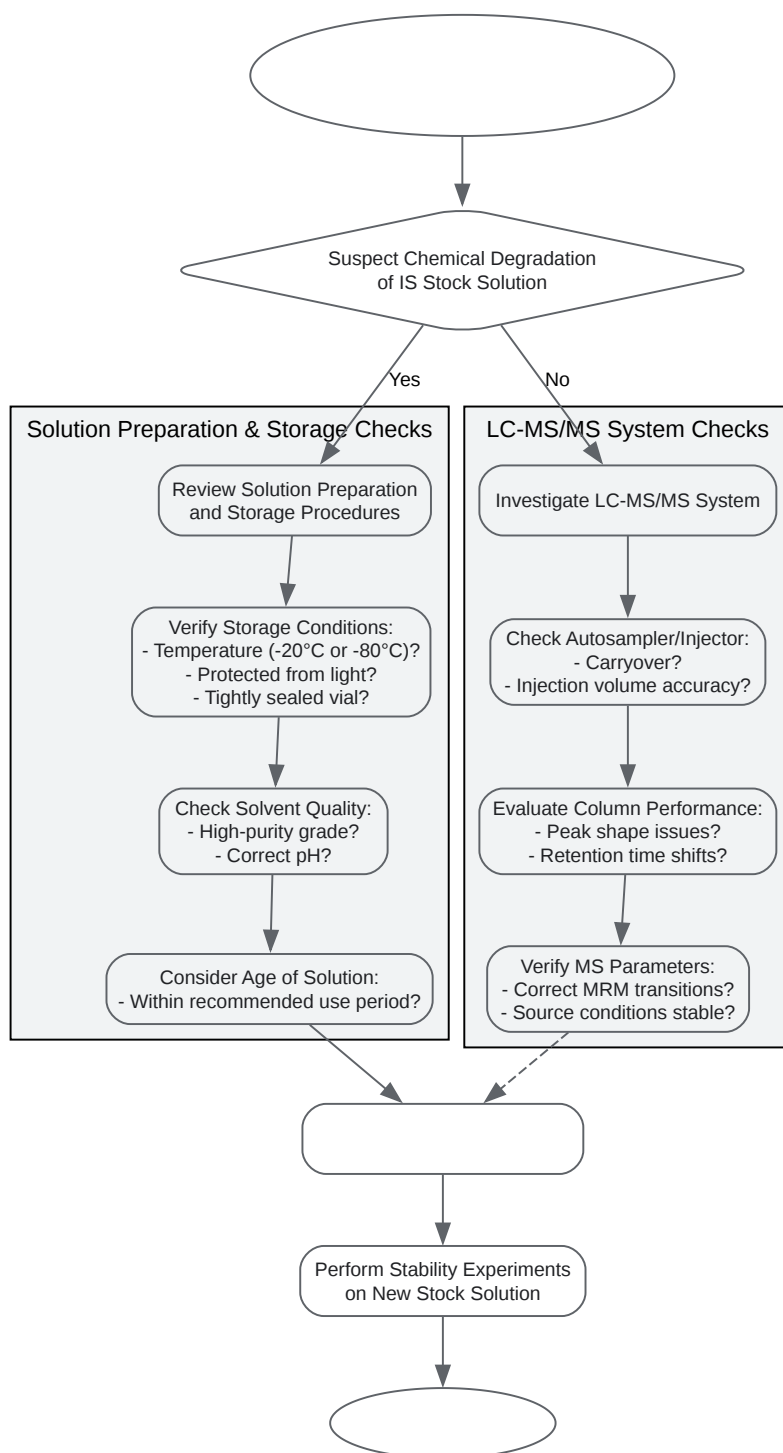 Suspect Chemical Degradation
of IS Stock Solution
Yes
No
Solution Preparation & Storage Checks
Review Solution Preparation
and Storage Procedures
Verify Storage Conditions:
- Temperature (-20°C or -80°C)?
- Protected from light?
- Tightly sealed vial?
Check Solvent Quality:
- High-purity grade?
- Correct pH?
Consider Age of Solution:
- Within recommended use period?
LC-MS/MS System Checks
Investigate LC-MS/MS System
Check Autosampler/Injector:
- Carryover?
- Injection volume accuracy?
Evaluate Column Performance:
- Peak shape issues?
- Retention time shifts?
Verify MS Parameters:
- Correct MRM transitions?
- Source conditions stable?
Perform Stability Experiments
on New Stock Solution